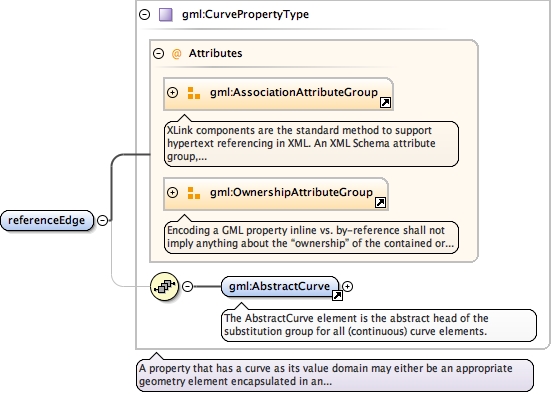 gml:CurvePropertyType
@ Attributes
gml:AssociationAttributeGroup
XLink components are the standard method to support
hypertext referencing in XML. An XML Schema attribute
group,...
gml:OwnershipAttributeGroup
Encoding a GML property inline vs. by-reference shall not
imply anything about the “ownership” of the contained or...
referenceEdge
gml:AbstractCurve
The AbstractCurve element is the abstract head of the
substitution group for all (continuous) curve elements.
A property that has a curve as its value domain may either be an appropriate
geometry element encapsulated in an...